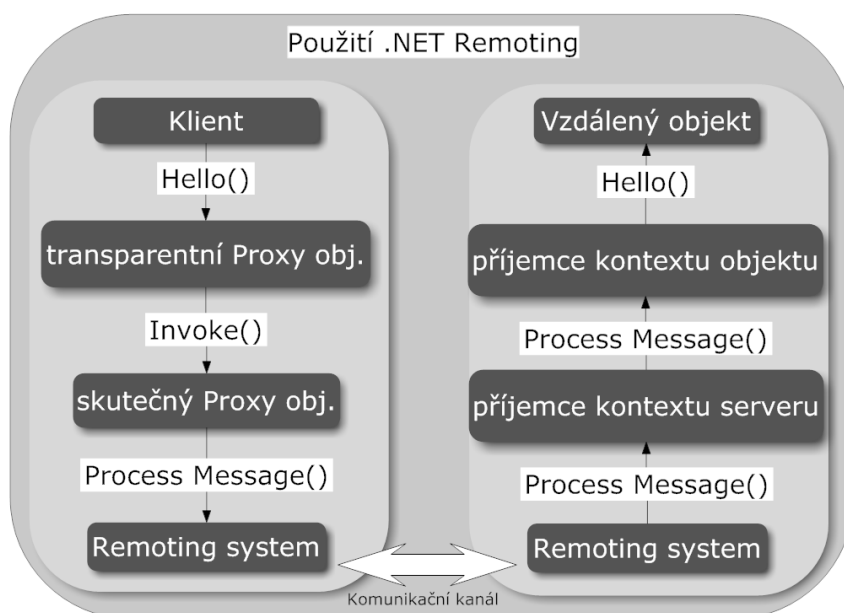 Použití .NET Remoting
Klient
Hello()
transparentní Proxy obj.
Invoke()
skutečný Proxy obj.
Process Message()
Remoting system
Vzdálený objekt
Hello()
příjemce kontextu objektu
Process Message()
příjemce kontextu serveru
Process Message()
Remoting system
Komunikační kanál